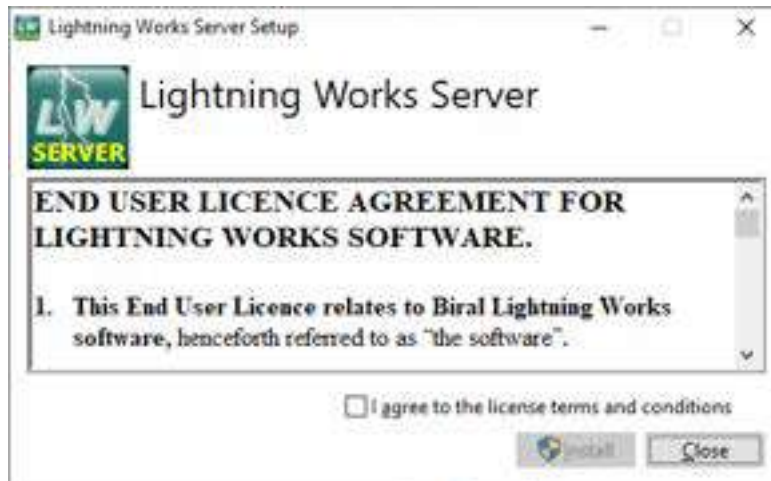 Lightning Works Server Setup
LW
SERVER
Lightning Works Server
END USER LICENCE AGREEMENT FOR
LIGHTNING WORKS SOFTWARE.
1. This End User Licence relates to Biral Lightning Works
software, henceforth referred to as "the software".
I agree to the license terms and conditions
Install
Close